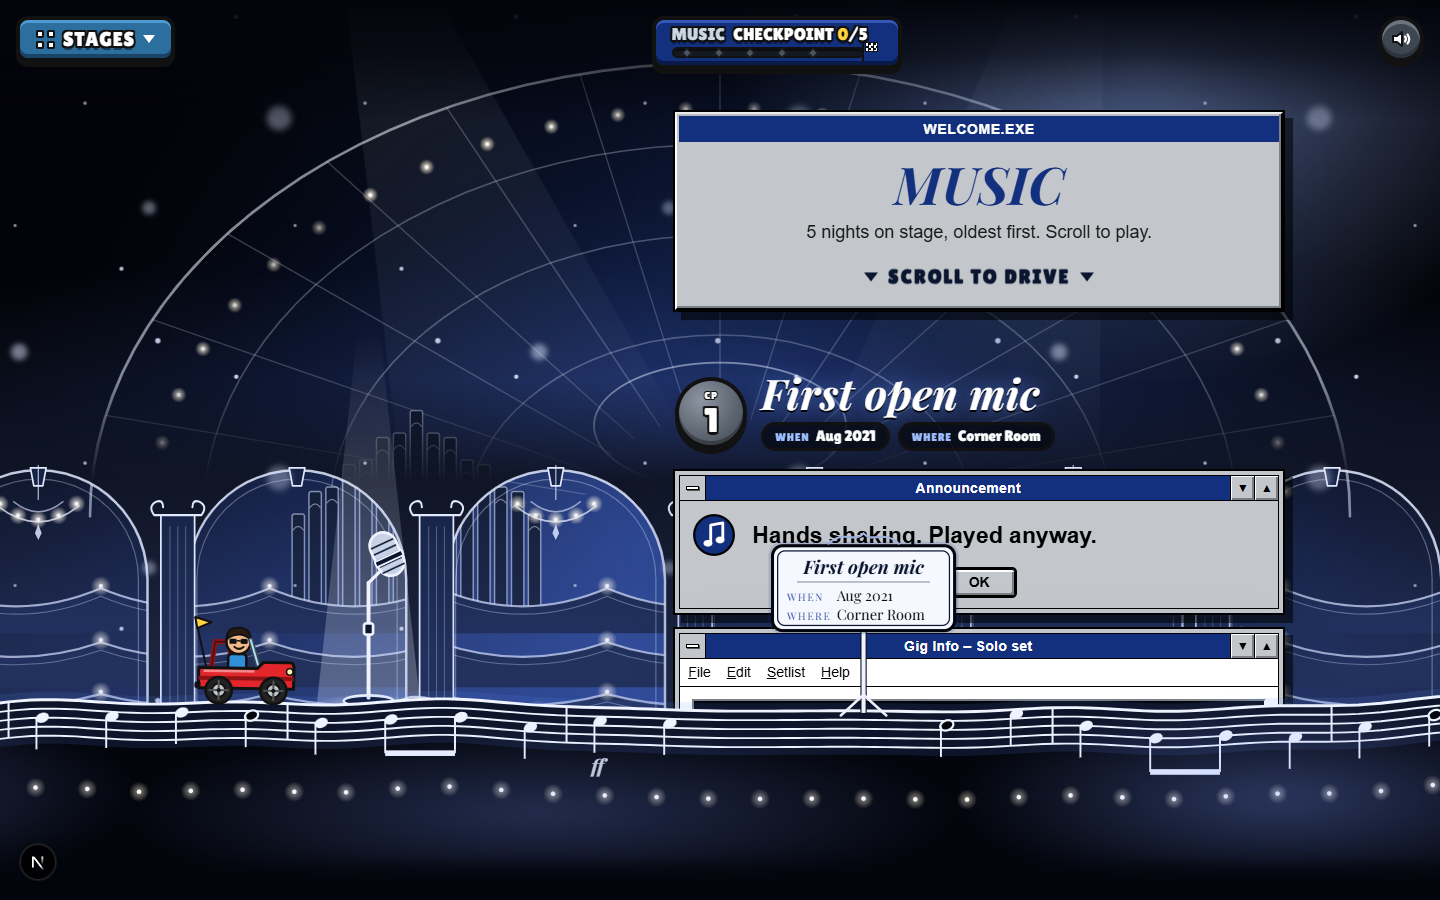 STAGES
MUSIC CHECKPOINT 0/5
WELCOME.EXE
MUSIC
5 nights on stage, oldest first. Scroll to play.
SCROLL TO DRIVE
CP
1
First open mic
WHEN Aug 2021 WHERE Corner Room
Announcement
Hands shaking. Played anyway.
OK
First open mic
WHEN Aug 2021
WHERE Corner Room
Gig Info – Solo set
File Edit Setlist Help
ff
N